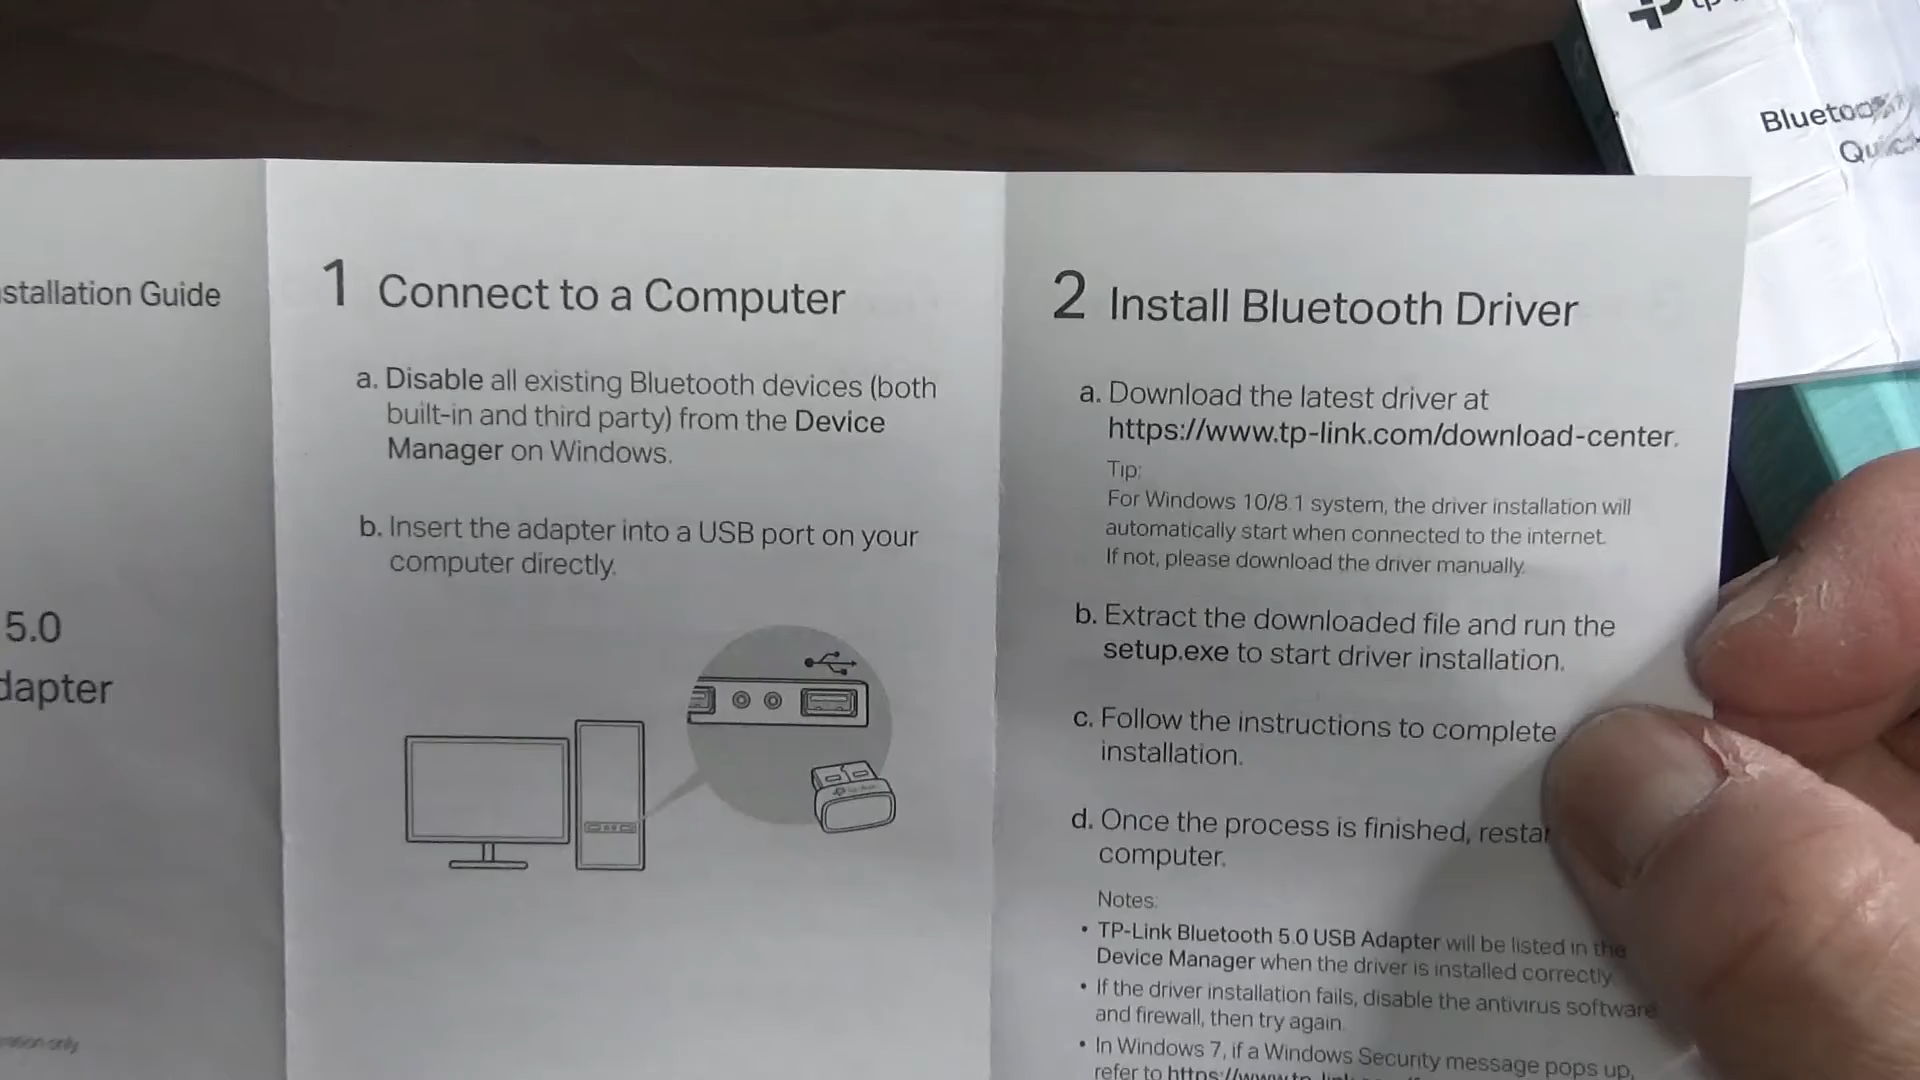 stallation Guide
5.0
dapter
1 Connect to a Computer
a. Disable all existing Bluetooth devices (both
built-in and third party) from the Device
Manager on Windows.
b. Insert the adapter into a USB port on your
computer directly.
2 Install Bluetooth Driver
a. Download the latest driver at
https://www.tp-link.com/download-center.
Tip:
For Windows 10/8.1 system, the driver installation will
automatically start when connected to the internet.
If not, please download the driver manually.
b. Extract the downloaded file and run the
setup.exe to start driver installation.
c. Follow the instructions to complete
installation.
d. Once the process is finished, restar
computer.
Notes:
• TP-Link Bluetooth 5.0 USB Adapter will be listed in the
Device Manager when the driver is installed correctly.
• If the driver installation fails, disable the antivirus software
and firewall, then try again.
• In Windows 7, if a Windows Security message pops up,
refer to